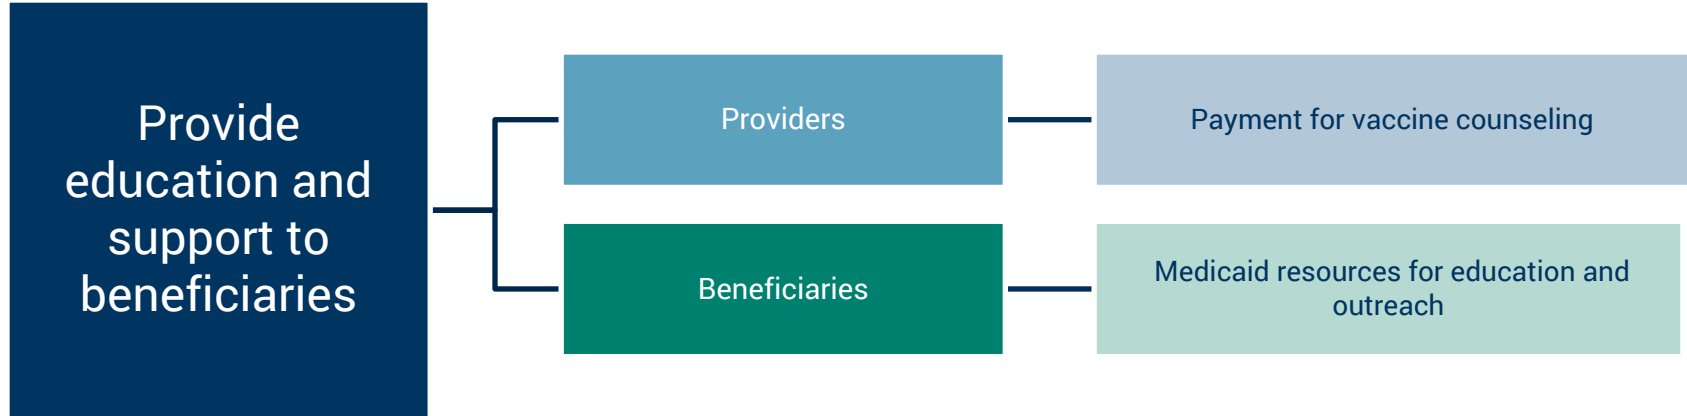 Provide
education and
support to
beneficiaries
Providers
Payment for vaccine counseling
Beneficiaries
Medicaid resources for education and
outreach